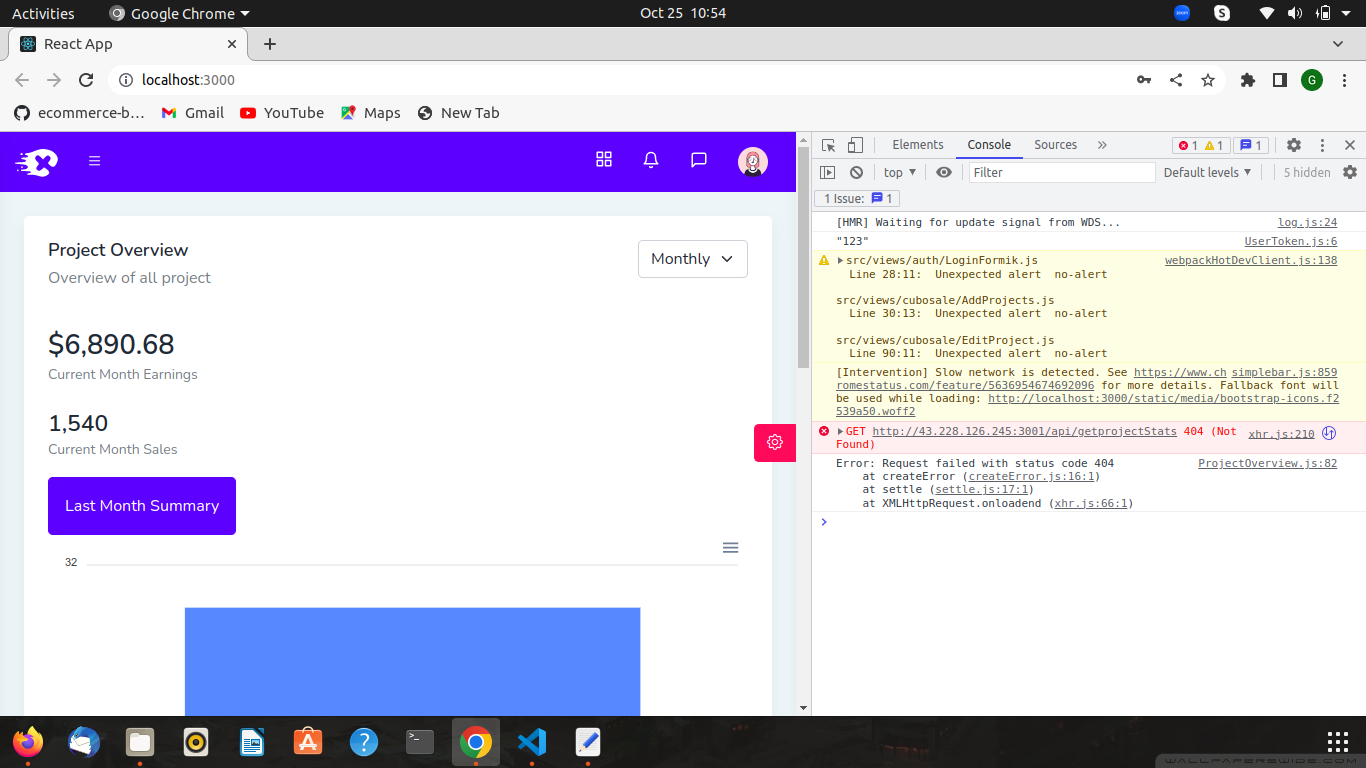 Activities
Google Chrome
Oct 25 10:54
zoom
React App
localhost:3000
G
ecommerce-b...
Gmail
YouTube
Maps
New Tab
Elements
Console
Sources
1
1
1
top
Filter
Default levels
5 hidden
1 Issue:
1
Project Overview
Overview of all project
Monthly
$6,890.68
Current Month Earnings
1,540
Current Month Sales
Last Month Summary
32
[HMR] Waiting for update signal from WDS... log.js:24
"123" UserToken.js:6
src/views/auth/LoginFormik.js webpackHotDevClient.js:138
Line 28:11: Unexpected alert no-alert
src/views/cubosale/AddProjects.js
Line 30:13: Unexpected alert no-alert
src/views/cubosale/EditProject.js
Line 90:11: Unexpected alert no-alert
[Intervention] Slow network is detected. See https://www.ch simplebar.js:859
romestatus.com/feature/5636954674692096 for more details. Fallback font will
be used while loading: http://localhost:3000/static/media/bootstrap-icons.f2
539a50.woff2
GET http://43.228.126.245:3001/api/getprojectStats 404 (Not xhr.js:210
Found)
Error: Request failed with status code 404 ProjectOverview.js:82
at createError (createError.js:16:1)
at settle (settle.js:17:1)
at XMLHttpRequest.onloadend (xhr.js:66:1)